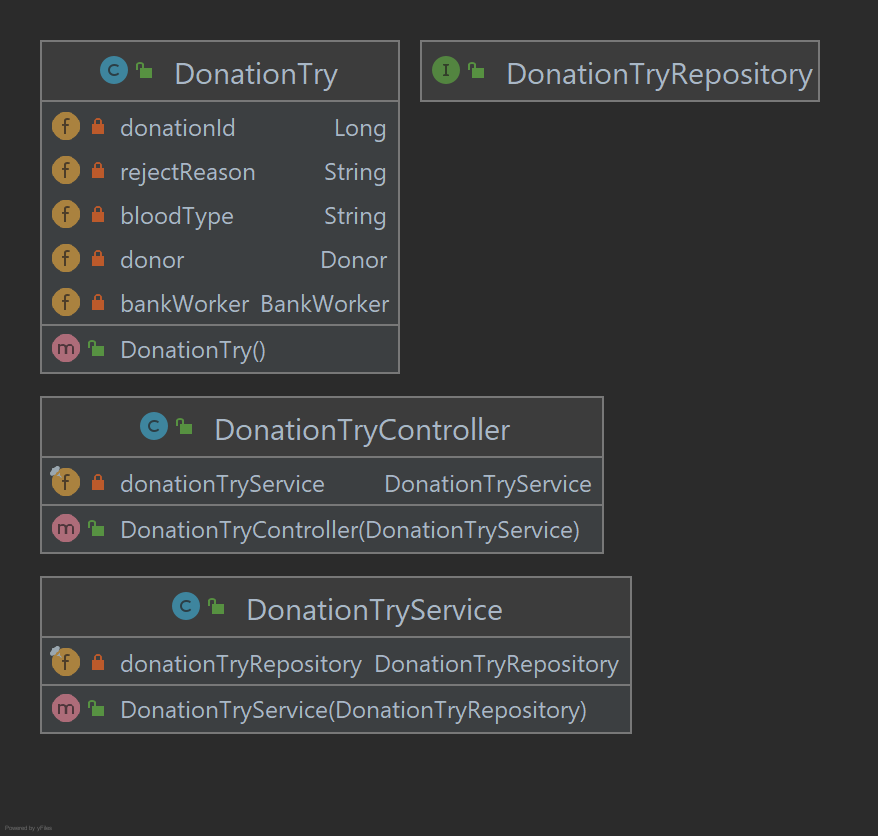 C DonationTry
f donationId Long
f rejectReason String
f bloodType String
f donor Donor
f bankWorker BankWorker
m DonationTry()
I DonationTryRepository
C DonationTryController
f donationTryService DonationTryService
m DonationTryController(DonationTryService)
C DonationTryService
f donationTryRepository DonationTryRepository
m DonationTryService(DonationTryRepository)
Powered by yFiles